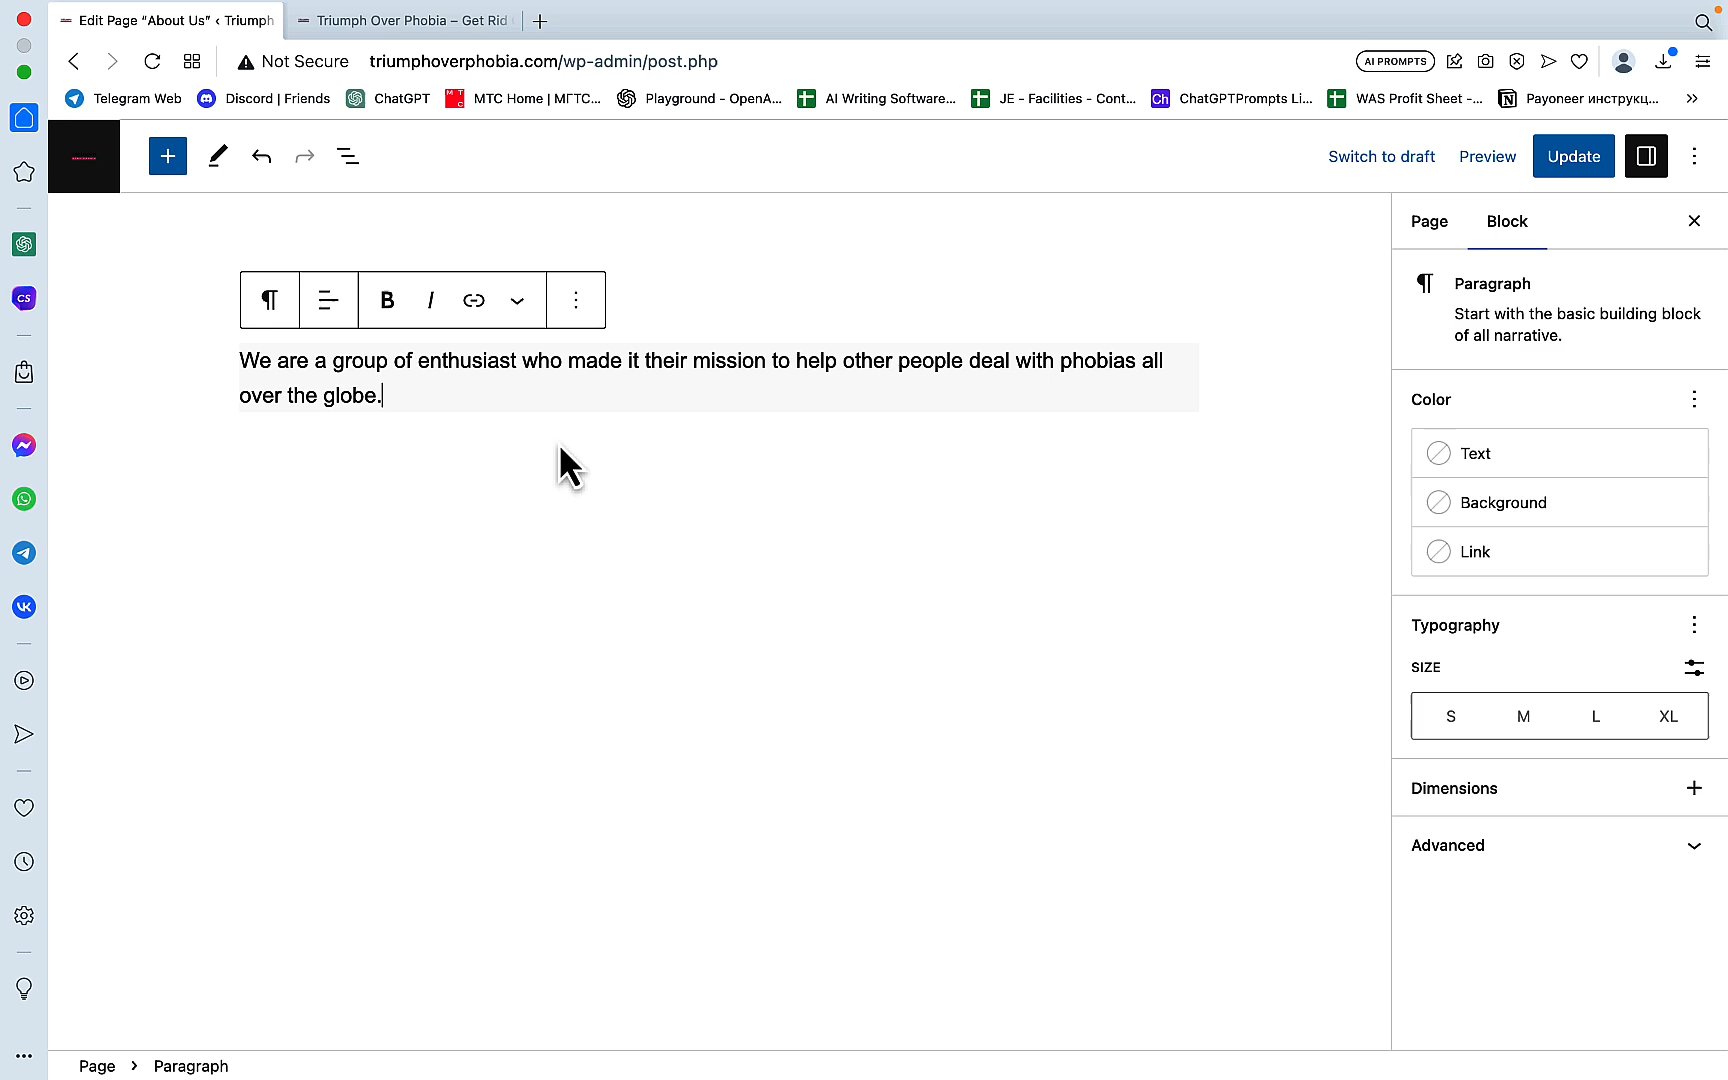 Edit Page “About Us” ‹ Triumph
Triumph Over Phobia – Get Rid
Not Secure
triumphoverphobia.com/wp-admin/post.php
AI PROMPTS
Telegram Web
Discord | Friends
ChatGPT
МТС Home | МГТС...
Playground - OpenA...
AI Writing Software...
JE - Facilities - Cont...
Ch
ChatGPTPrompts Li...
WAS Profit Sheet -...
Payoneer инструкц...
Switch to draft
Preview
Update
CS
Page
Block
Paragraph
Start with the basic building block
of all narrative.
We are a group of enthusiast who made it their mission to help other people deal with phobias all
over the globe.
Color
Text
Background
Link
Typography
SIZE
S M L XL
Dimensions
Advanced
Page › Paragraph